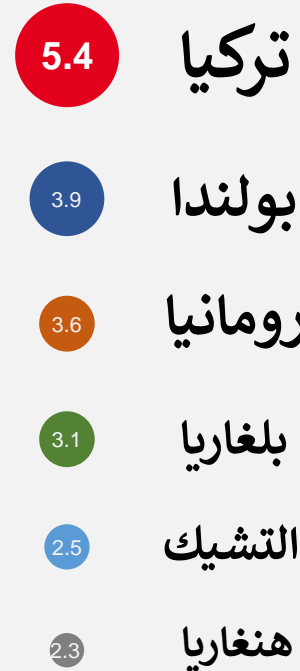 تركيا 5.4
بولندا 3.9
رومانيا 3.6
بلغاريا 3.1
التشيك 2.5
هنغاريا 2.3